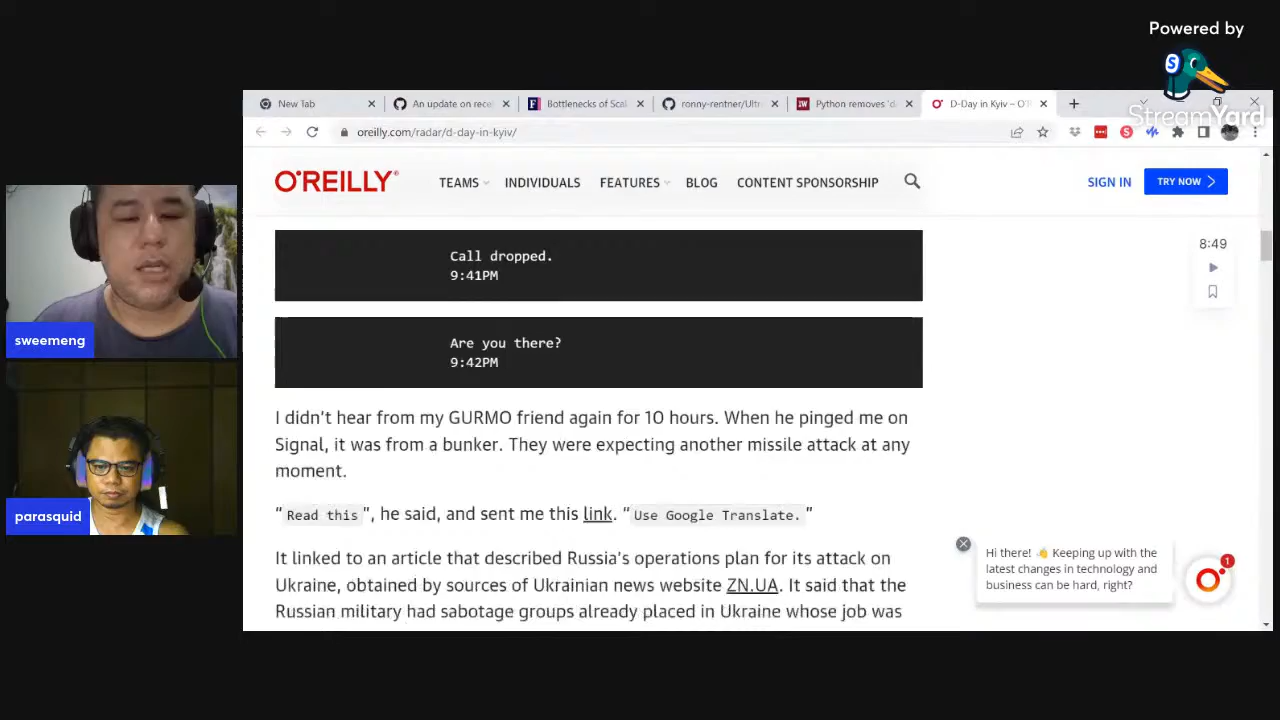 Powered by
S
StreamYard
New Tab
An update on rece
Bottlenecks of Scal
ronny-rentner/Ultr
Python removes 'd
D-Day in Kyiv – O'R
oreilly.com/radar/d-day-in-kyiv/
O'REILLY
TEAMS
INDIVIDUALS
FEATURES
BLOG
CONTENT SPONSORSHIP
SIGN IN
TRY NOW
Call dropped.
9:41PM
8:49
Are you there?
9:42PM
I didn't hear from my GURMO friend again for 10 hours. When he pinged me on
Signal, it was from a bunker. They were expecting another missile attack at any
moment.
“Read this”, he said, and sent me this link. “Use Google Translate.”
It linked to an article that described Russia's operations plan for its attack on
Ukraine, obtained by sources of Ukrainian news website ZN.UA. It said that the
Russian military had sabotage groups already placed in Ukraine whose job was
Hi there! 👋 Keeping up with the
latest changes in technology and
business can be hard, right?
1
sweemeng
parasquid